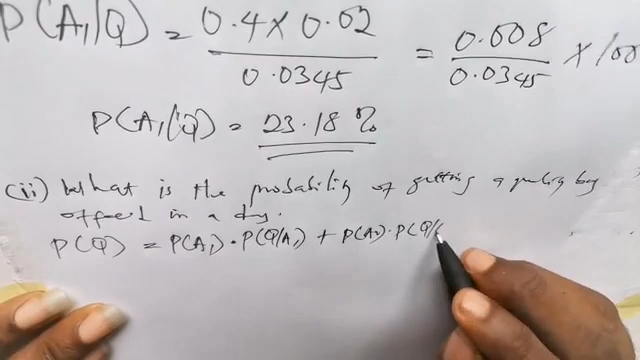 P(A₁/Q) = 0.4 × 0.02 / 0.0345 = 0.008 / 0.0345 × 100
P(A₁/Q) = 23.18 %
(ii) What is the probability of getting a
in a day.
P(Q) = P(A₁) · P(Q/A₁) + P(A₂) · P(Q/